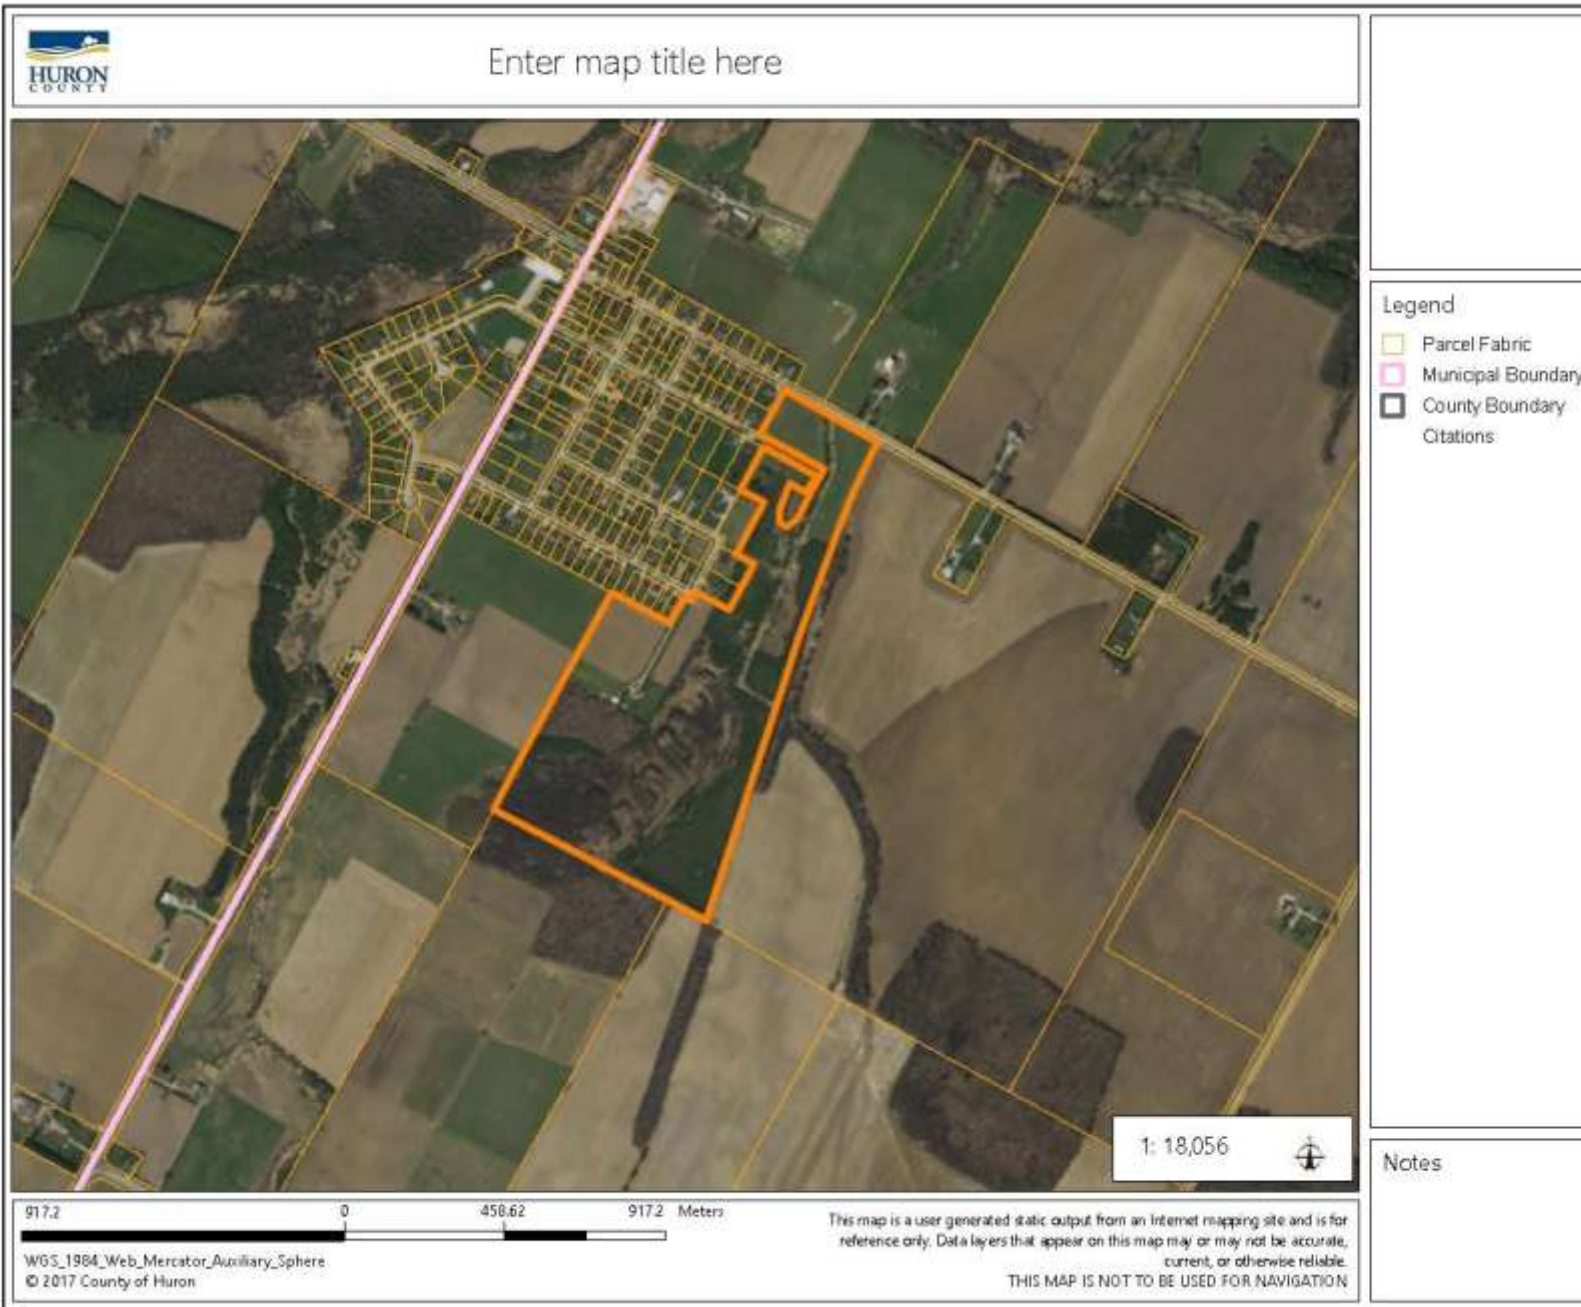 HURON
COUNTY
Enter map title here
Legend
Parcel Fabric
Municipal Boundary
County Boundary
Citations
1: 18,056
Notes
917.2 0 458.62 917.2 Meters
WGS_1984_Web_Mercator_Auxiliary_Sphere
© 2017 County of Huron
This map is a user generated static output from an Internet mapping site and is for
reference only. Data layers that appear on this map may or may not be accurate,
current, or otherwise reliable.
THIS MAP IS NOT TO BE USED FOR NAVIGATION